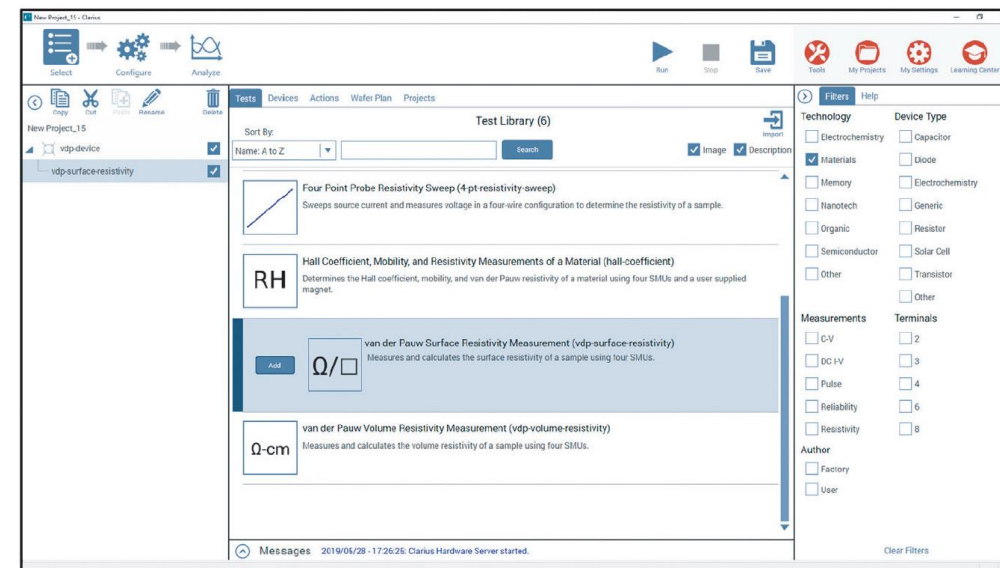 New Project_15 - Clarius
Select
Configure
Analyze
Run
Stop
Save
Tools
My Projects
My Settings
Learning Center
Copy
Cut
Paste
Rename
Delete
New Project_15
vdp-device
vdp-surface-resistivity
Tests Devices Actions Wafer Plan Projects
Test Library (6)
Import
Sort By:
Name: A to Z
Search
Image
Description
Four Point Probe Resistivity Sweep (4-pt-resistivity-sweep)
Sweeps source current and measures voltage in a four-wire configuration to determine the resistivity of a sample.
RH
Hall Coefficient, Mobility, and Resistivity Measurements of a Material (hall-coefficient)
Determines the Hall coefficient, mobility, and van der Pauw resistivity of a material using four SMUs and a user supplied
magnet.
Add
Ω/□
van der Pauw Surface Resistivity Measurement (vdp-surface-resistivity)
Measures and calculates the surface resistivity of a sample using four SMUs.
Ω-cm
van der Pauw Volume Resistivity Measurement (vdp-volume-resistivity)
Measures and calculates the volume resistivity of a sample using four SMUs.
Messages 2019/06/28 - 17:26:26: Clarius Hardware Server started.
Filters Help
Technology
Electrochemistry
Materials
Memory
Nanotech
Organic
Semiconductor
Other
Device Type
Capacitor
Diode
Electrochemistry
Generic
Resistor
Solar Cell
Transistor
Other
Measurements
C-V
DC I-V
Pulse
Reliability
Resistivity
Terminals
2
3
4
6
8
Author
Factory
User
Clear Filters